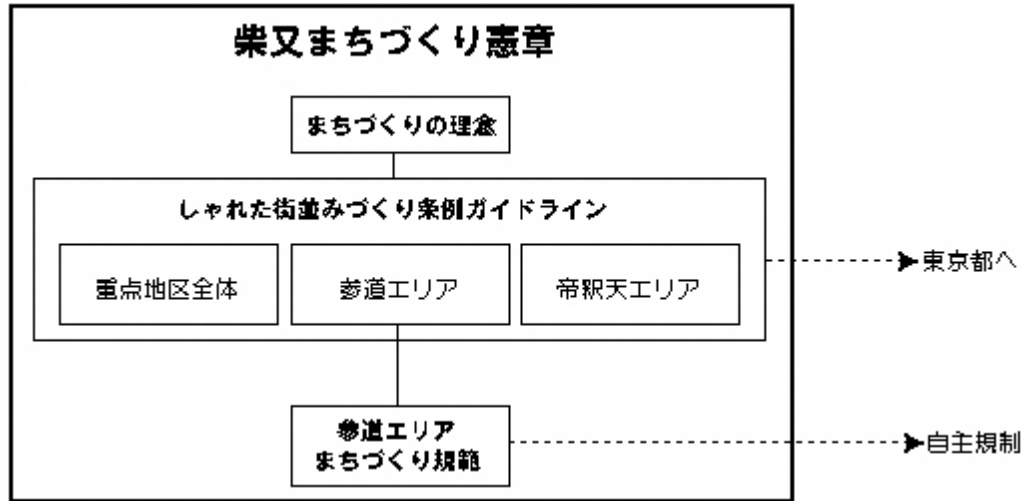 柴又まちづくり憲章
まちづくりの理念
しゃれた街並みづくり条例ガイドライン
重点地区全体
参道エリア
帝釈天エリア
東京都へ
参道エリア
まちづくり規範
自主規制